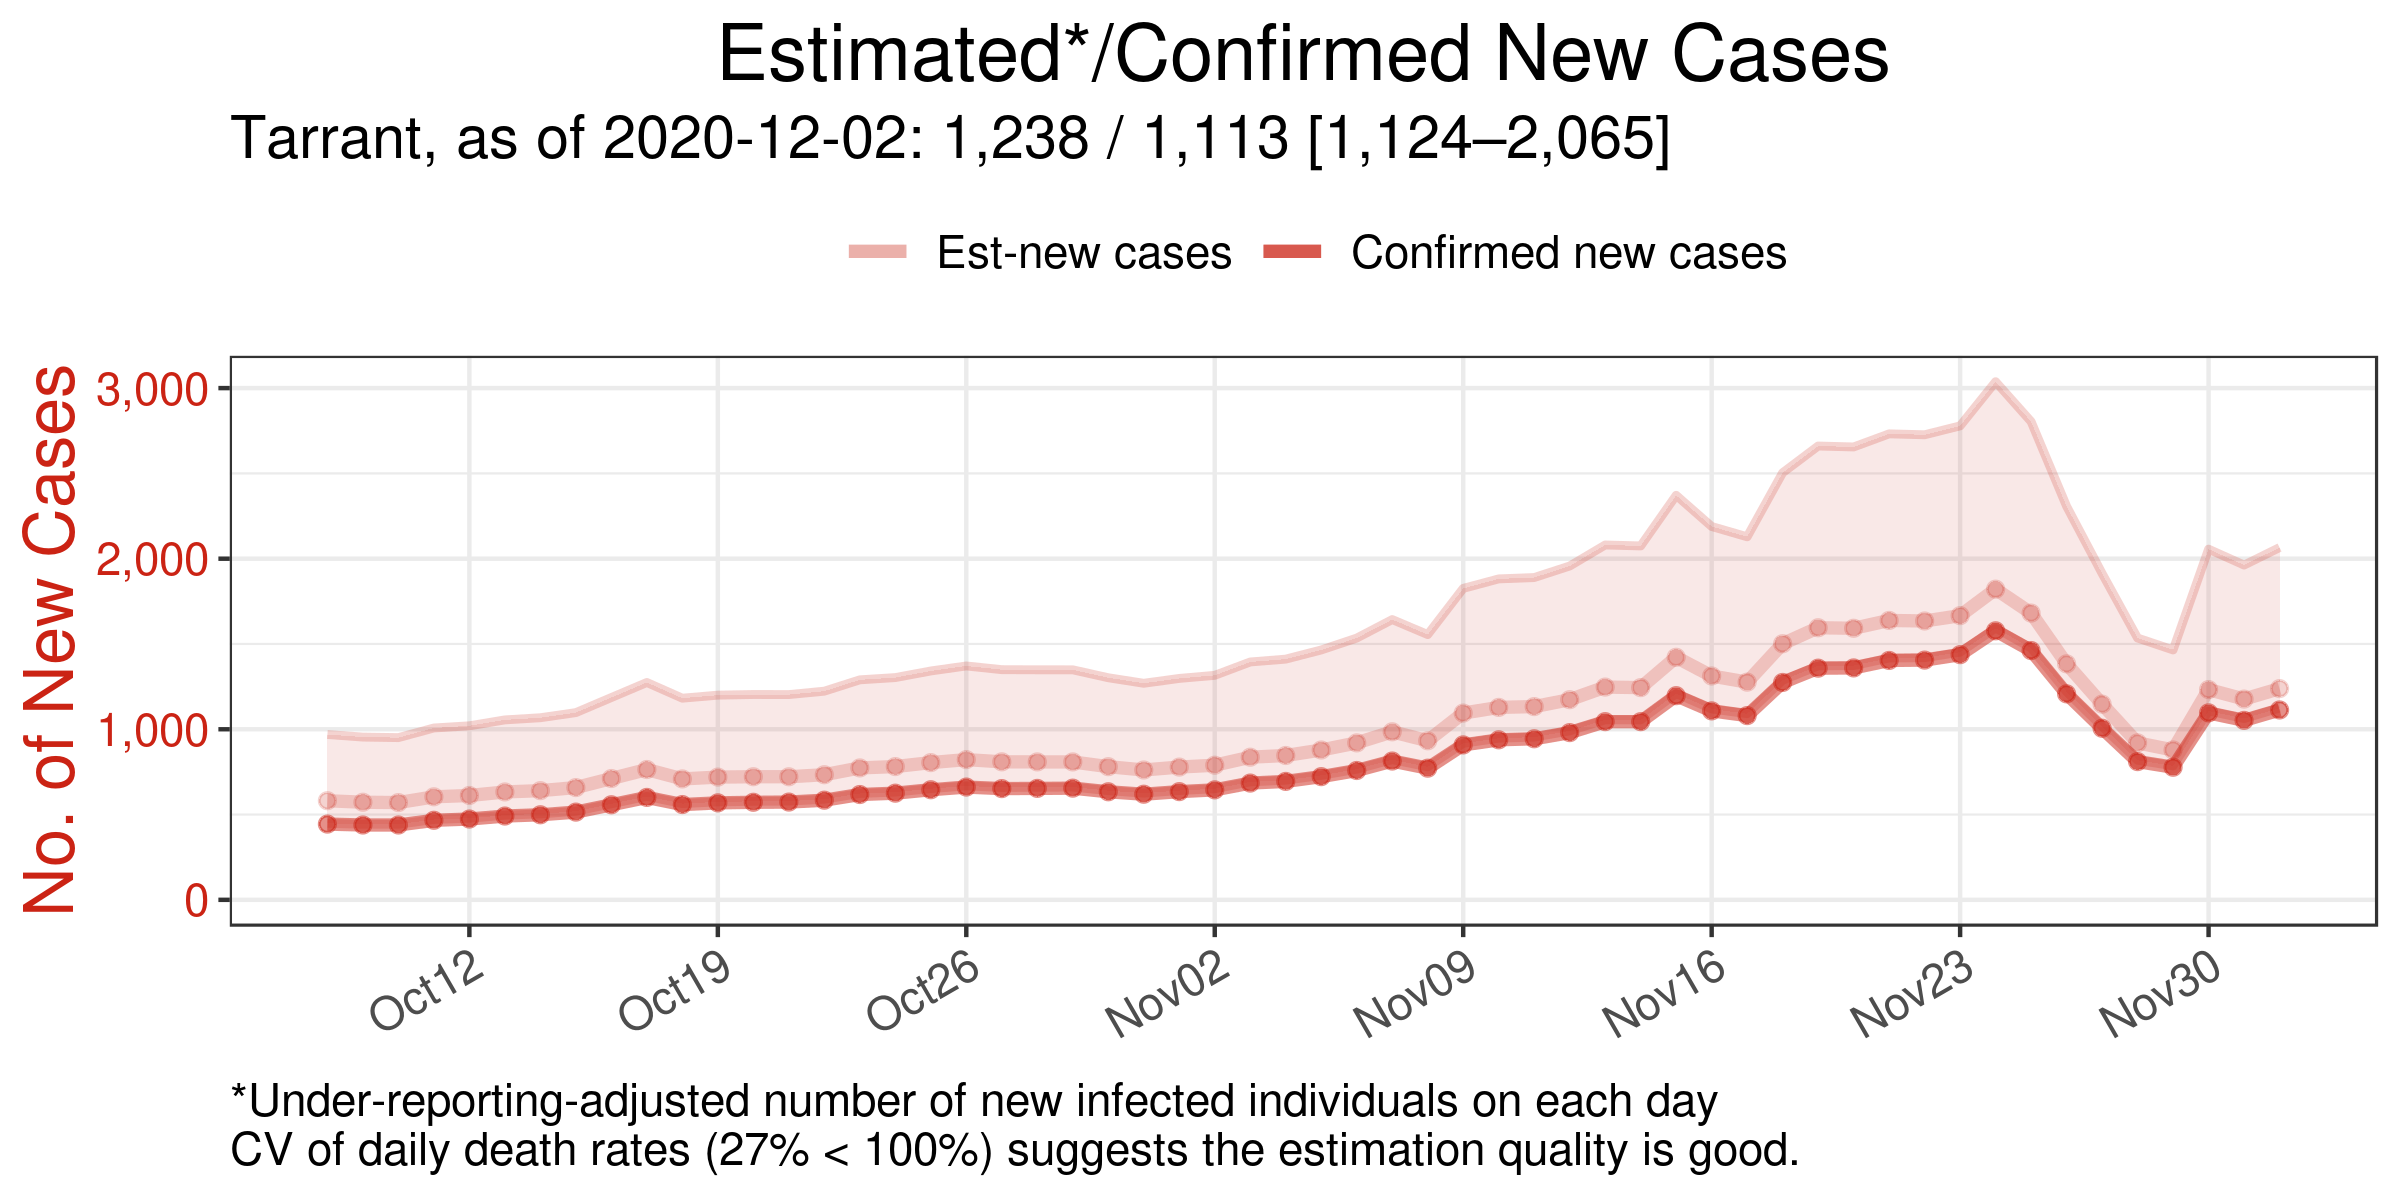 Estimated*/Confirmed New Cases
Tarrant, as of 2020-12-02: 1,238 / 1,113 [1,124–2,065]
Est-new cases
Confirmed new cases
No. of New Cases
3,000
2,000
1,000
0
Oct12
Oct19
Oct26
Nov02
Nov09
Nov16
Nov23
Nov30
*Under-reporting-adjusted number of new infected individuals on each day
CV of daily death rates (27% < 100%) suggests the estimation quality is good.